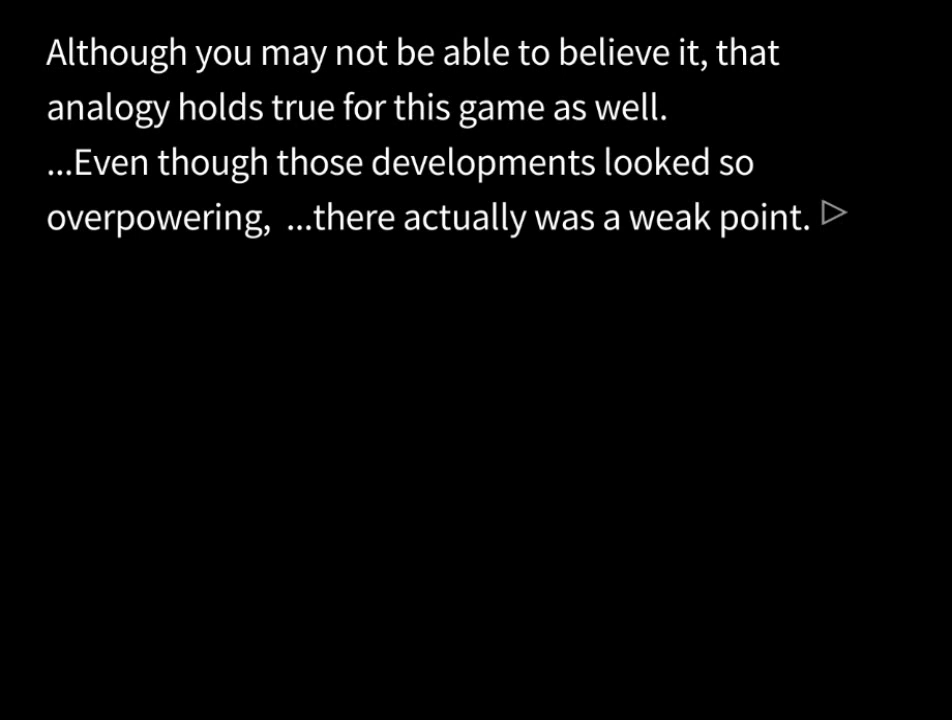 Although you may not be able to believe it, that
analogy holds true for this game as well.
...Even though those developments looked so
overpowering,  ...there actually was a weak point.